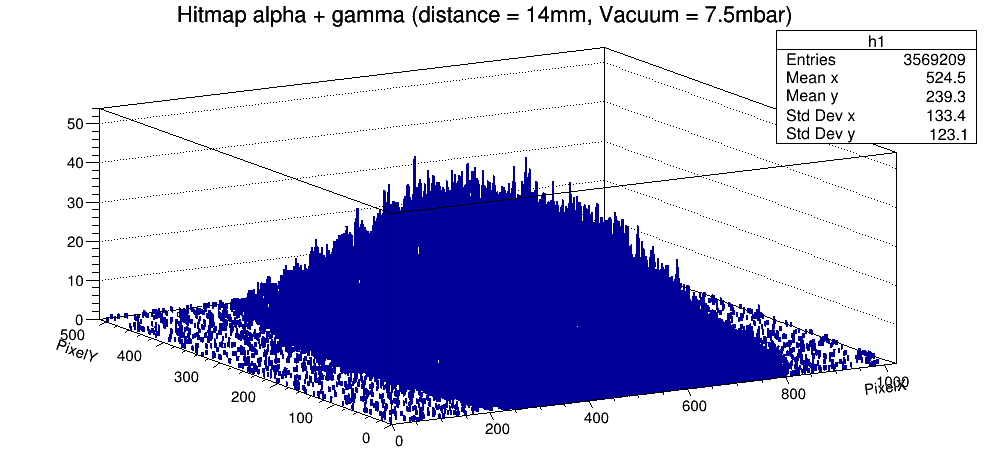 Hitmap alpha + gamma (distance = 14mm, Vacuum = 7.5mbar)
h1
Entries 3569209
Mean x 524.5
Mean y 239.3
Std Dev x 133.4
Std Dev y 123.1
50
40
30
20
10
0
500
PixelY
400
300
200
100
0
0
200
400
600
800
1000
PixelX